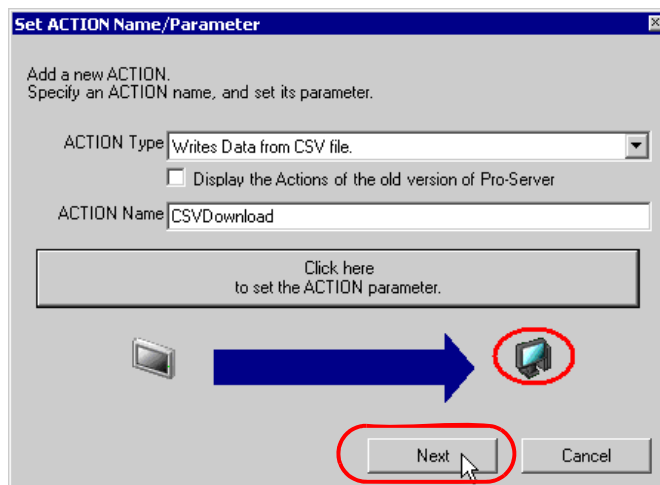 Set ACTION Name/Parameter
Add a new ACTION.
Specify an ACTION name, and set its parameter.
ACTION Type Writes Data from CSV file.
Display the Actions of the old version of Pro-Server
ACTION Name CSVDownload
Click here
to set the ACTION parameter.
Next Cancel